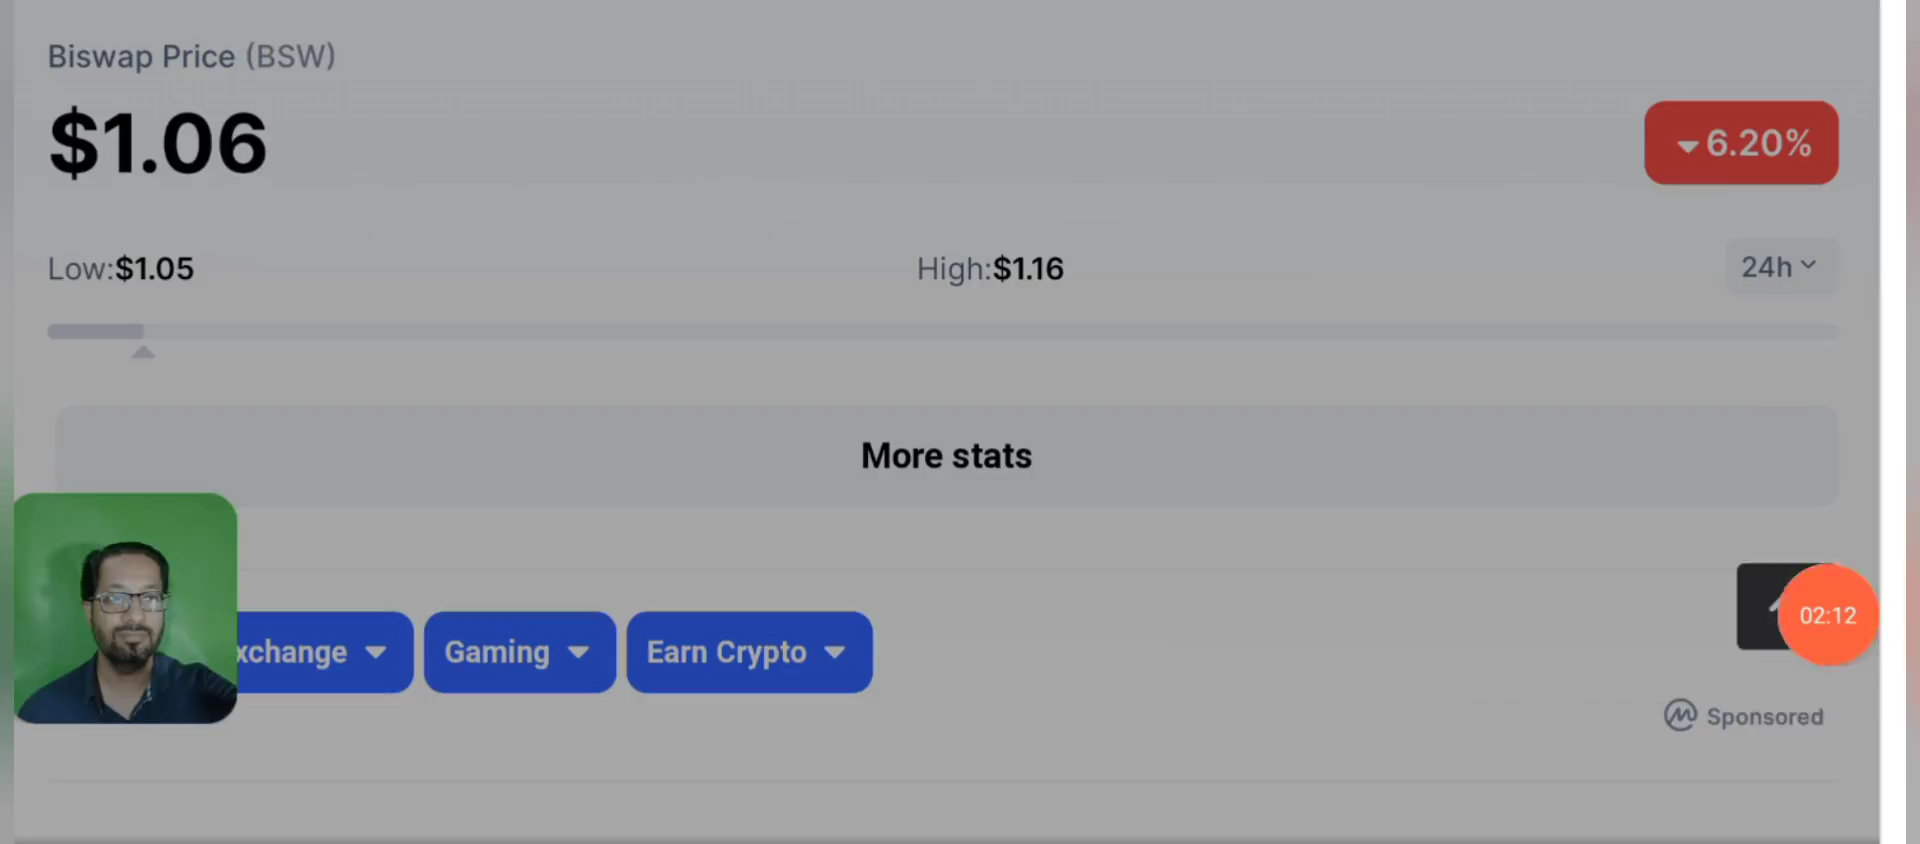 Biswap Price (BSW)
$1.06
6.20%
Low:$1.05
High:$1.16
24h
More stats
xchange
Gaming
Earn Crypto
02:12
Sponsored